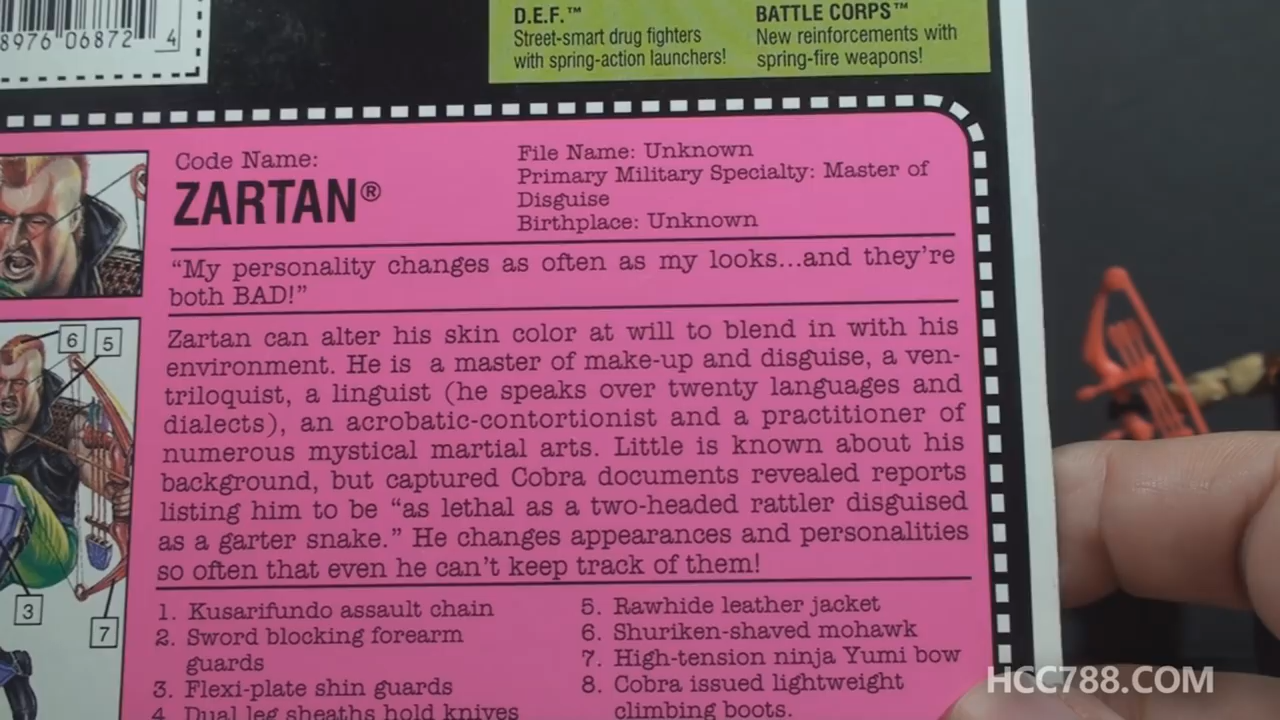 8976 06872 4
D.E.F.™
Street-smart drug fighters
with spring-action launchers!
BATTLE CORPS™
New reinforcements with
spring-fire weapons!
Code Name:
ZARTAN®
File Name: Unknown
Primary Military Specialty: Master of
Disguise
Birthplace: Unknown
“My personality changes as often as my looks...and they’re
both BAD!”
Zartan can alter his skin color at will to blend in with his
environment. He is a master of make-up and disguise, a ven-
triloquist, a linguist (he speaks over twenty languages and
dialects), an acrobatic-contortionist and a practitioner of
numerous mystical martial arts. Little is known about his
background, but captured Cobra documents revealed reports
listing him to be “as lethal as a two-headed rattler disguised
as a garter snake.” He changes appearances and personalities
so often that even he can’t keep track of them!
6 5
3
7
1. Kusarifundo assault chain
2. Sword blocking forearm
guards
3. Flexi-plate shin guards
4. Dual leg sheaths hold knives
5. Rawhide leather jacket
6. Shuriken-shaved mohawk
7. High-tension ninja Yumi bow
8. Cobra issued lightweight
climbing boots.
HCC788.COM